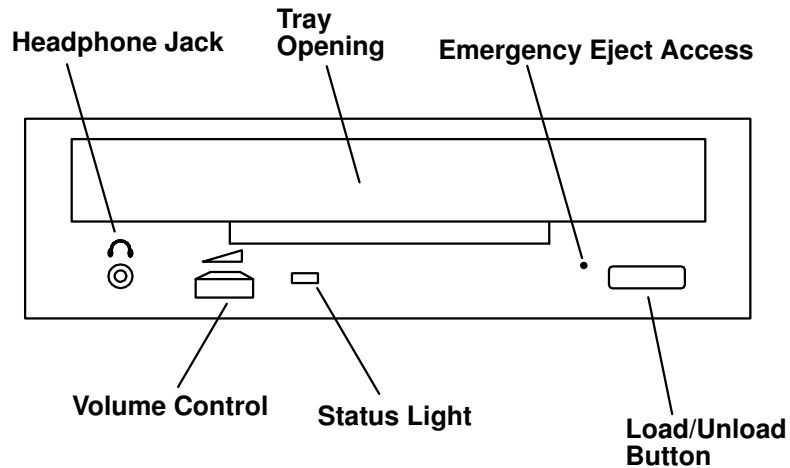 Headphone Jack
Tray
Opening
Emergency Eject Access
Volume Control
Status Light
Load/Unload
Button